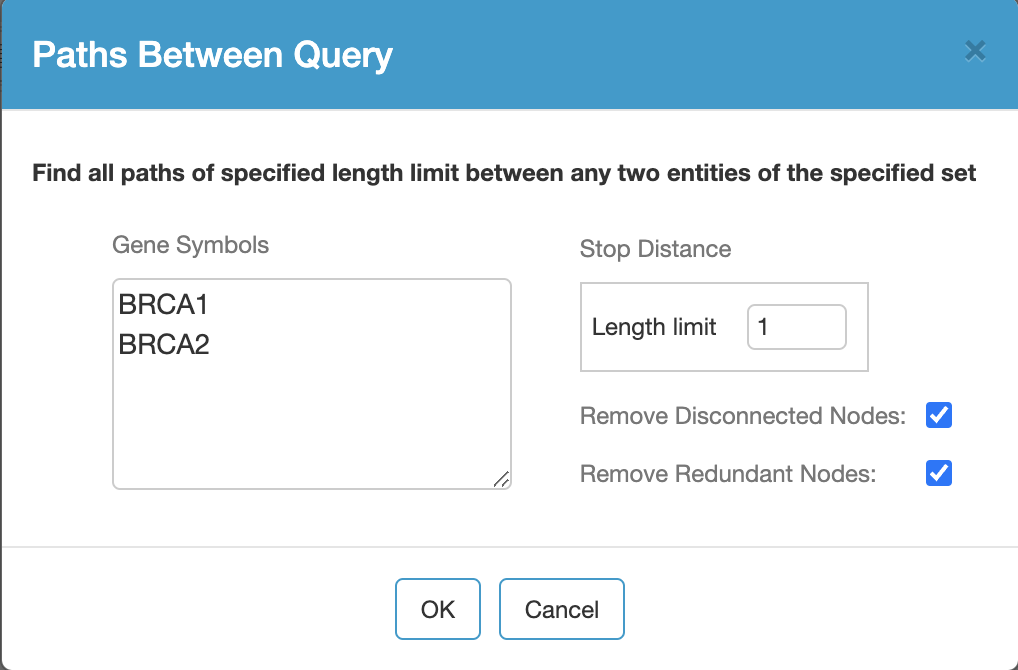 Paths Between Query
Find all paths of specified length limit between any two entities of the specified set
Gene Symbols
BRCA1
BRCA2
Stop Distance
Length limit 1
Remove Disconnected Nodes:
Remove Redundant Nodes:
OK Cancel